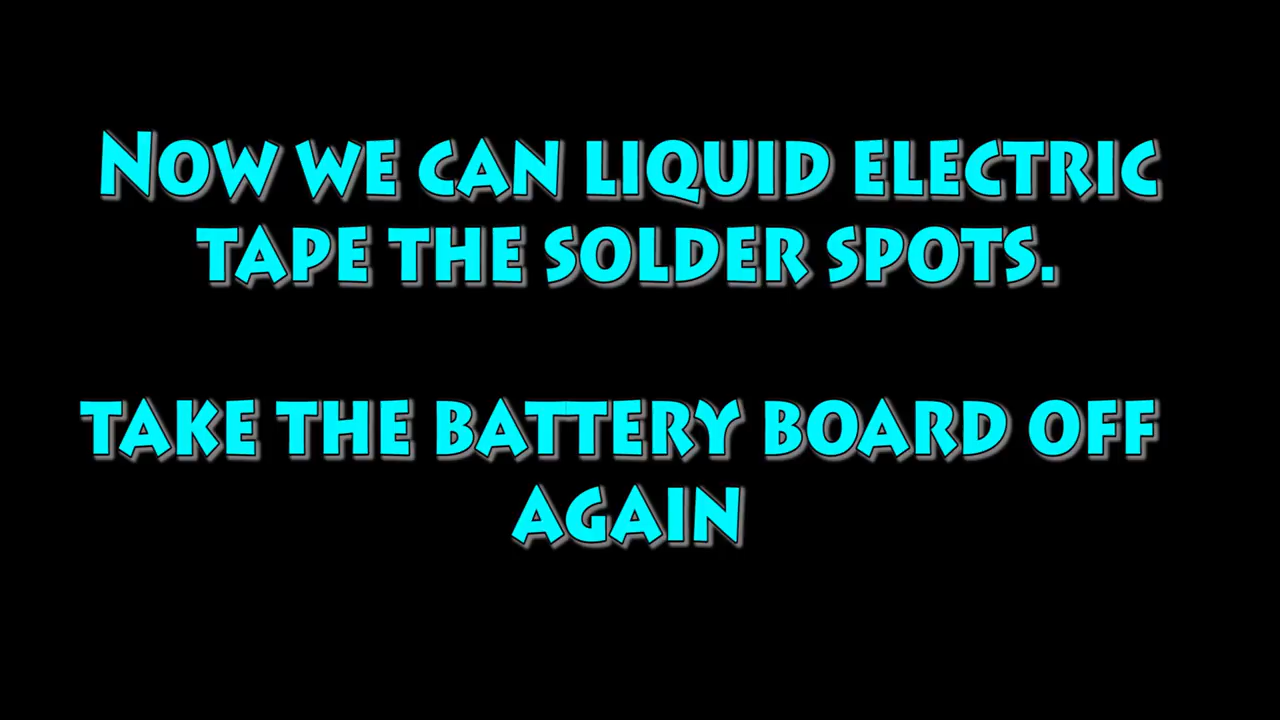 Now we can liquid electric
tape the solder spots.
take the battery board off
again